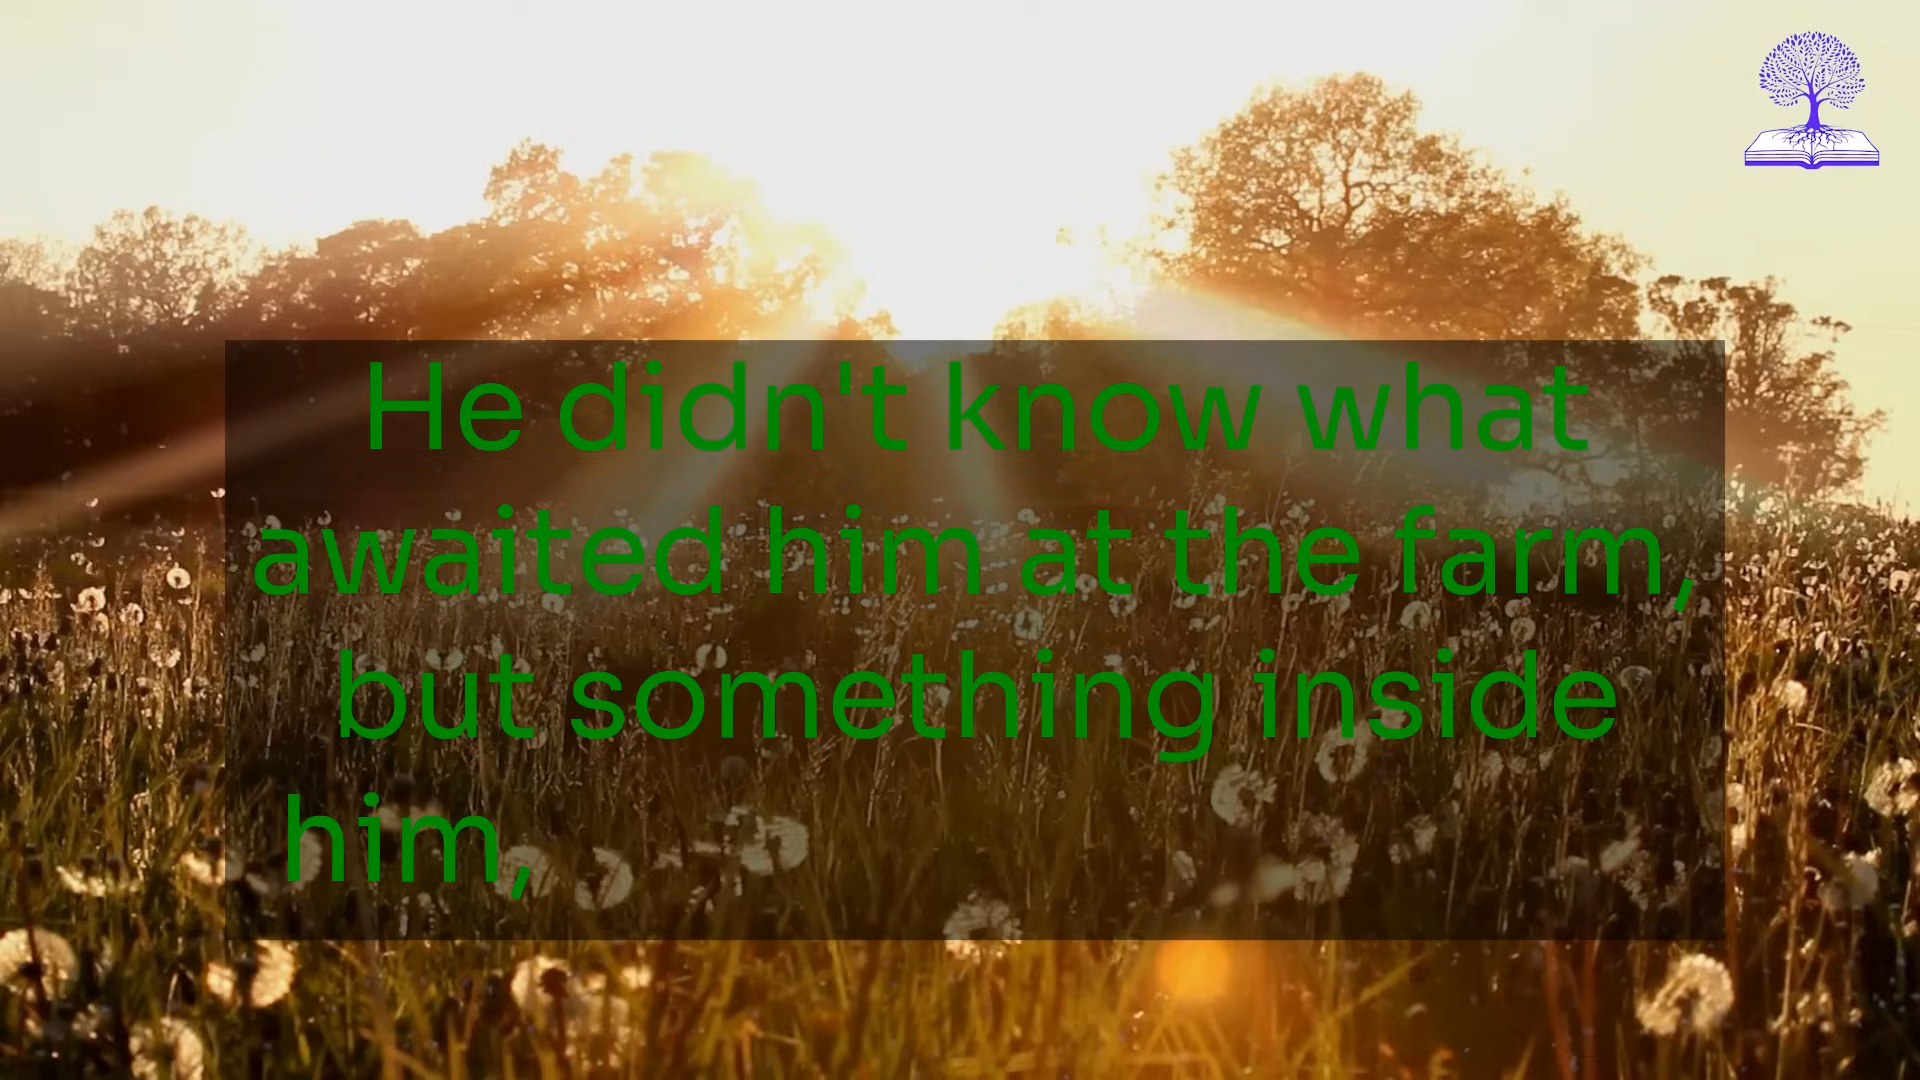 He didn't know what
awaited him at the farm,
but something inside
him,